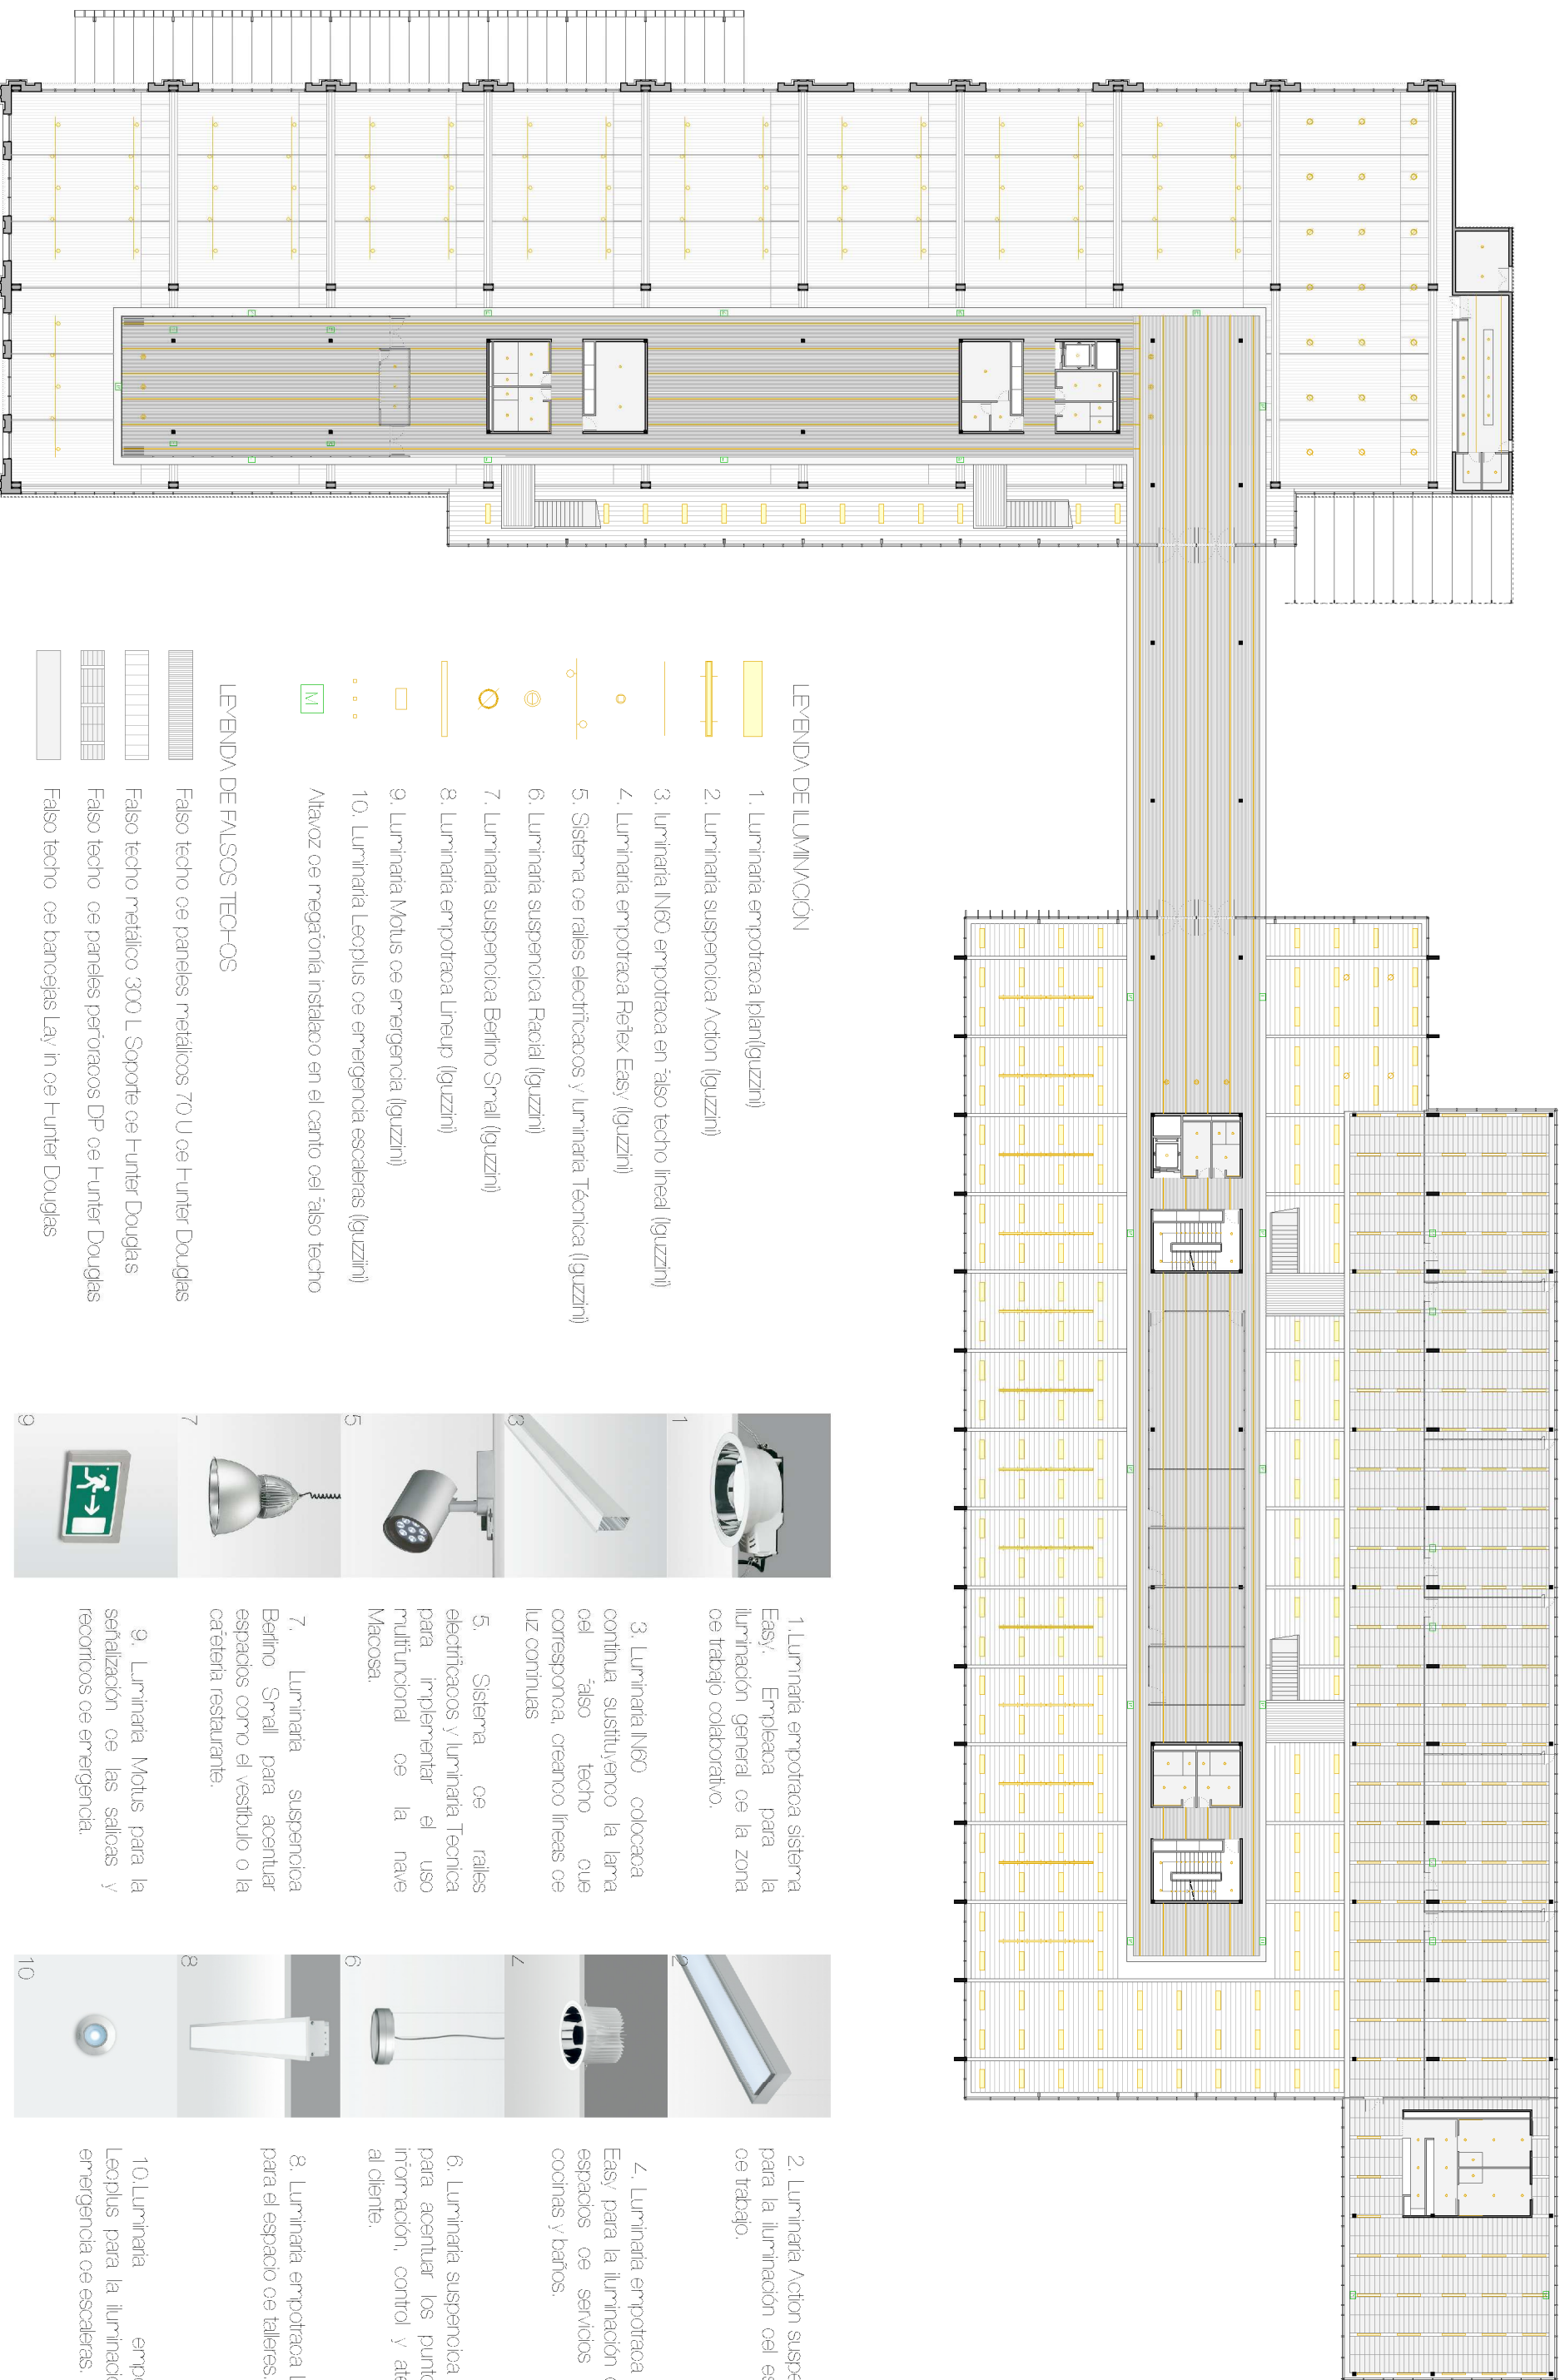 LEYENDA DE ILUMINACIÓN
1. Luminaria empotrada Iplan(Iguzzini)
2. Luminaria suspendida Action (Iguzzini)
3. luminaria IN60 empotrada en falso techo lineal (Iguzzini)
4. Luminaria empotrada Reflex Easy (Iguzzini)
5. Sistema de railes electrificados y luminaria Técnica (Iguzzini)
6. Luminaria suspendida Radial (Iguzzini)
7. Luminaria suspendida Berlino Small (Iguzzini)
8. Luminaria empotrada Lineup (Iguzzini)
9. Luminaria Motus de emergencia (Iguzzini)
10. Luminaria Ledplus de emergencia escaleras (Iguzzini)
M
Altavoz de megafonía instalado en el canto del falso techo
LEYENDA DE FALSOS TECHOS
Falso techo de paneles metálicos 70 U de Hunter Douglas
Falso techo metálico 300 L Soporte de Hunter Douglas
Falso techo de paneles perforados DP de Hunter Douglas
Falso techo de bandejas Lay in de Hunter Douglas
1
3
5
7
9
1.Luminaria empotrada sistema
Easy. Empleada para la
iluminación general de la zona
de trabajo colaborativo.
3. Luminaria IN60 colocada
continua sustituyendo la lama
del falso techo que
corresponda, creando líneas de
luz continuas
5. Sistema de railes
electrificados y luminaria Tecnica
para implementar el uso
multifuncional de la nave
Macosa.
7. Luminaria suspendida
Berlino Small para acentuar
espacios como el vestíbulo o la
cafetería restaurante.
9. Luminaria Motus para la
señalización de las salidas y
recorridos de emergencia.
2
4
6
8
10
2. Luminaria Action
para la iluminación del
de trabajo.
4. Luminaria empotrada
Easy para la iluminación
espacios de servicios
cocinas y baños.
6. Luminaria suspendida
para acentuar los
información, control y
al cliente.
8. Luminaria empotrada
para el espacio de talleres.
10.Luminaria
Ledplus para la
emergencia de escaleras.